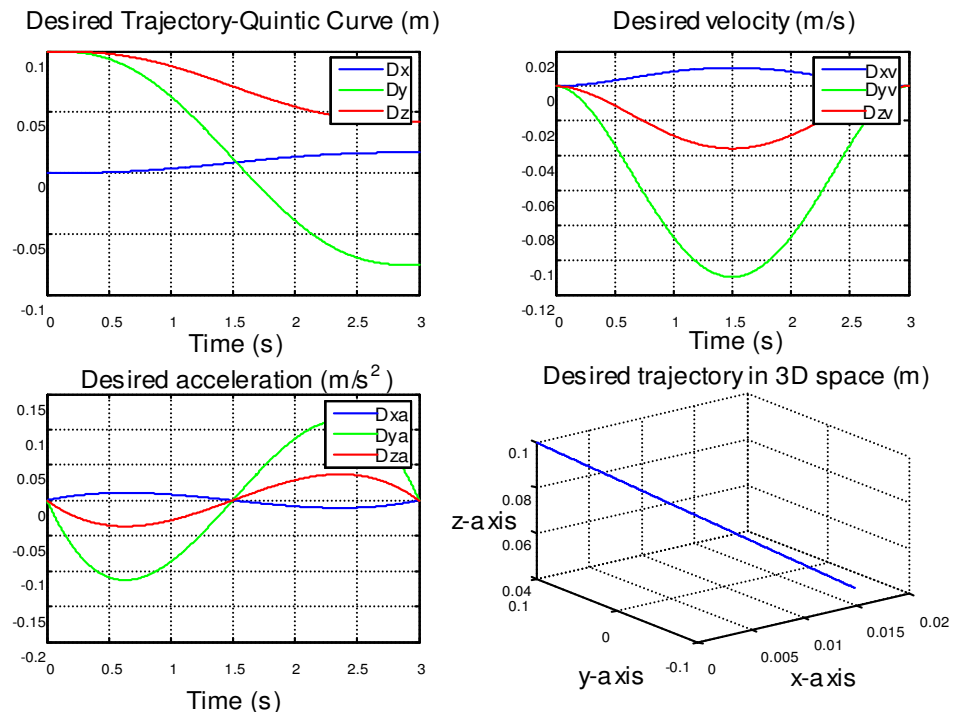 Desired Trajectory-Quintic Curve (m)
0.1
0.05
0
-0.05
-0.1
Dx
Dy
Dz
0 0.5 1 1.5 2 2.5 3
Time (s)
Desired velocity (m/s)
0.02
0
-0.02
-0.04
-0.06
-0.08
-0.1
-0.12
Dxv
Dyv
Dzv
0 0.5 1 1.5 2 2.5 3
Time (s)
Desired acceleration (m/s²)
0.15
0.15
0.05
0
-0.05
-0.1
-0.15
-0.2
Dxa
Dya
Dza
0 0.5 1 1.5 2 2.5 3
Time (s)
Desired trajectory in 3D space (m)
0.1
0.08
0.06
0.04
z-axis
0.1
0
-0.1
y-axis
0 0.005 0.01 0.015 0.02
x-axis